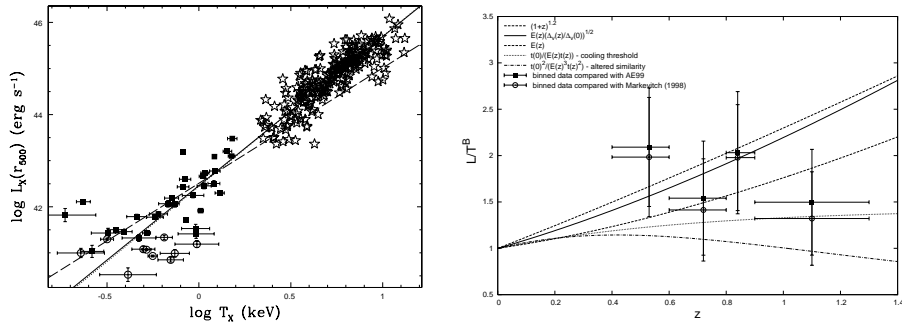 46
44
42
log L_X(r_500) (erg s^-1)
-0.5
0
0.5
1
log T_X (keV)
3.5
3
2.5
2
1.5
1
0.5
L/T^B
(1+z)^1.2
E(z)(Δ_v(z)/Δ_v(0))^1/2
E(z)
t(0)/(E(z)t(z)) - cooling threshold
t(0)^2/(E(z)^3t(z)^2) - altered similarity
binned data compared with AE99
binned data compared with Markevitch (1998)
0
0.2
0.4
0.6
0.8
1
1.2
1.4
z